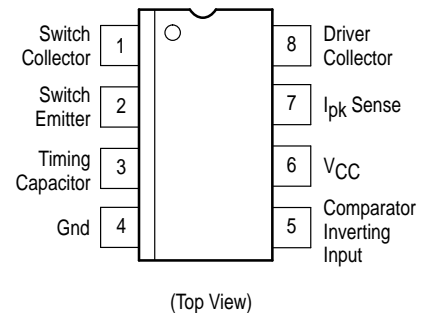 Switch
Collector
1
8
Driver
Collector
Switch
Emitter
2
7
Ipk Sense
Timing
Capacitor
3
6
VCC
Gnd
4
5
Comparator
Inverting
Input
(Top View)